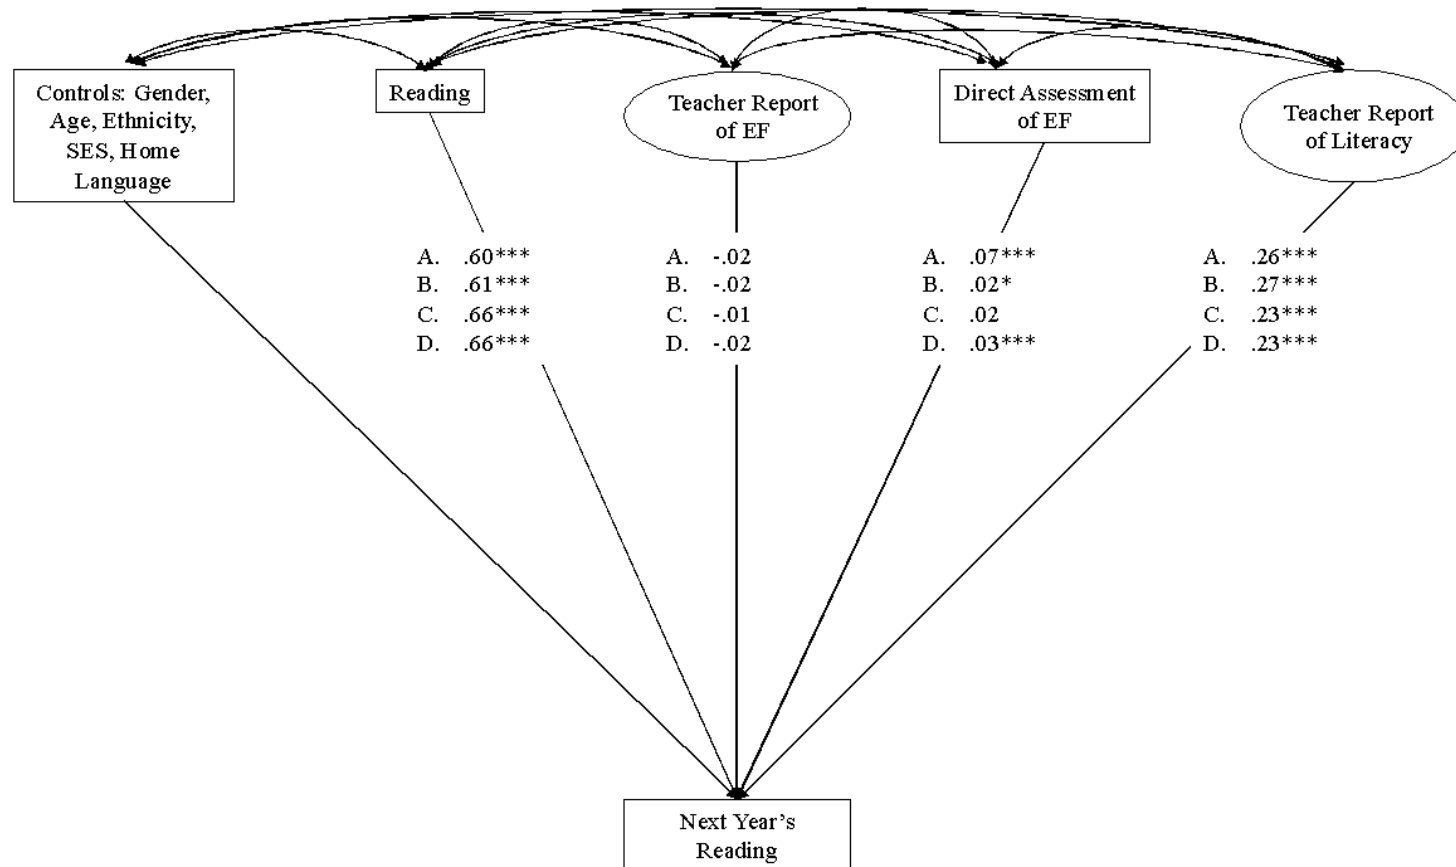 Controls: Gender,
Age, Ethnicity,
SES, Home
Language
Reading
Teacher Report
of EF
Direct Assessment
of EF
Teacher Report
of Literacy
A. .60***
B. .61***
C. .66***
D. .66***
A. -.02
B. -.02
C. -.01
D. -.02
A. .07***
B. .02*
C. .02
D. .03***
A. .26***
B. .27***
C. .23***
D. .23***
Next Year’s
Reading